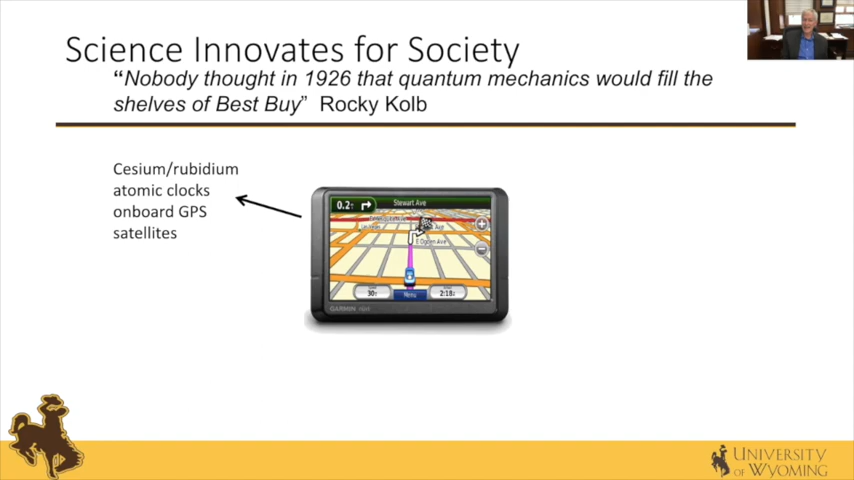 Science Innovates for Society
“Nobody thought in 1926 that quantum mechanics would fill the
shelves of Best Buy” Rocky Kolb
Cesium/rubidium
atomic clocks
onboard GPS
satellites
0.2
Stewart Ave
E Ogden Ave
30
Menu
2:18
GARMIN
UNIVERSITY
OF WYOMING